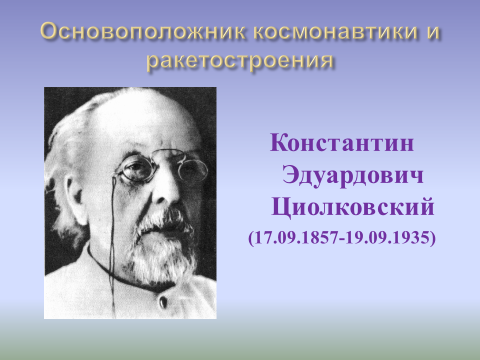 Основоположник космонавтики и
ракетостроения
Константин
Эдуардович
Циолковский
(17.09.1857-19.09.1935)